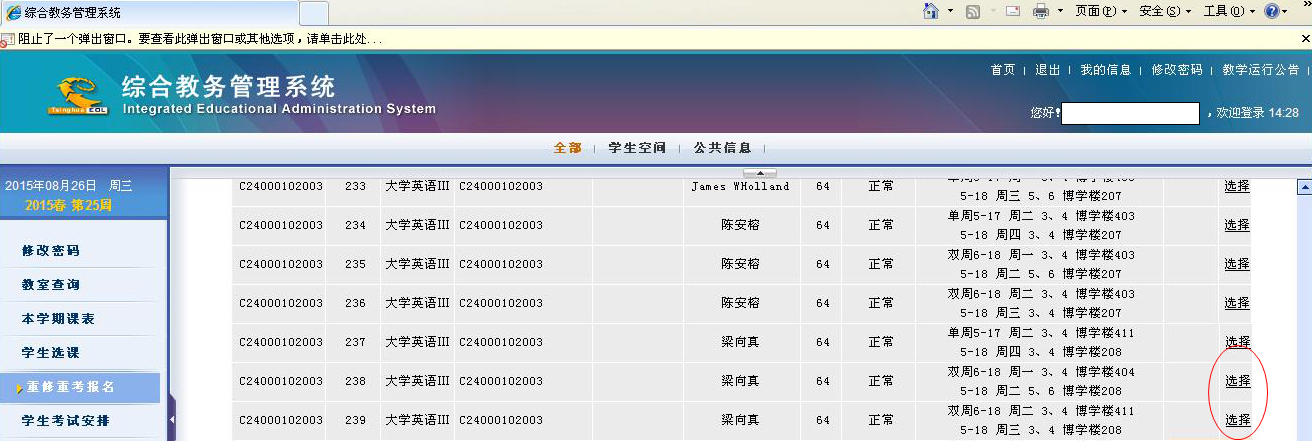 综合教务管理系统
页面(P) 安全(S) 工具(O)
阻止了一个弹出窗口。要查看此弹出窗口或其他选项，请单击此处...
首页 | 退出 | 我的信息 | 修改密码 | 教学运行公告 |
Tsinghua EOL
综合教务管理系统
Integrated Educational Administration System
您好! ，欢迎登录 14:28
全部 | 学生空间 | 公共信息 |
2015年08月26日 周三
2015春 第25周
修改密码
教室查询
本学期课表
学生选课
重修重考报名
学生考试安排
C24000102003 233 大学英语III C24000102003 James WHolland 64 正常 选择
5-18 周三 5、6 博学楼207
C24000102003 234 大学英语III C24000102003 陈安榕 64 正常 单周5-17 周二 3、4 博学楼403 选择
5-18 周四 3、4 博学楼207
C24000102003 235 大学英语III C24000102003 陈安榕 64 正常 双周6-18 周一 3、4 博学楼403 选择
5-18 周二 5、6 博学楼207
C24000102003 236 大学英语III C24000102003 陈安榕 64 正常 双周6-18 周二 3、4 博学楼403 选择
5-18 周三 3、4 博学楼207
C24000102003 237 大学英语III C24000102003 梁向真 64 正常 单周5-17 周二 3、4 博学楼411 选择
5-18 周四 3、4 博学楼208
C24000102003 238 大学英语III C24000102003 梁向真 64 正常 双周6-18 周一 3、4 博学楼404 选择
5-18 周二 5、6 博学楼208
C24000102003 239 大学英语III C24000102003 梁向真 64 正常 双周6-18 周二 3、4 博学楼411 选择
5-18 周三 3、4 博学楼208